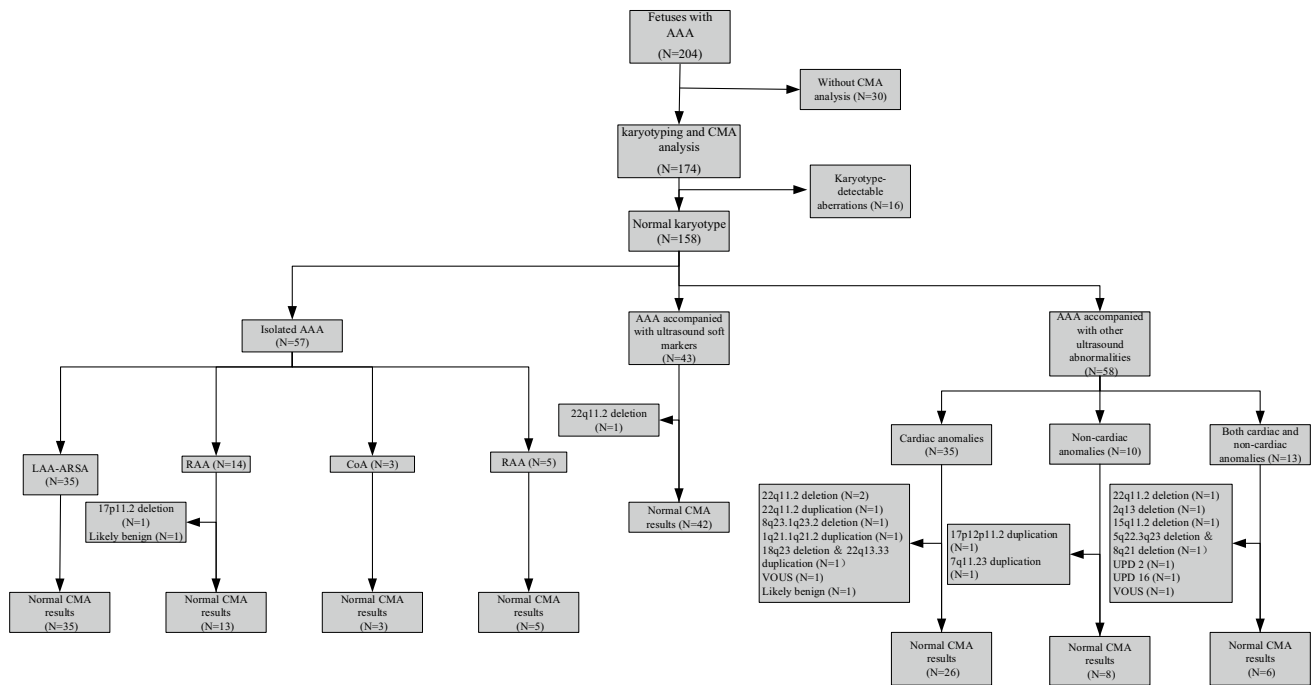 Fetuses with
AAA
(N=204)
Without CMA
analysis (N=30)
karyotyping and CMA
analysis
(N=174)
Karyotype-
detectable
aberrations (N=16)
Normal karyotype
(N=158)
Isolated AAA
(N=57)
AAA accompanied
with ultrasound soft
markers
(N=43)
AAA accompanied
with other
ultrasound
abnormalities
(N=58)
LAA-ARSA
(N=35)
RAA (N=14)
CoA (N=3)
RAA (N=5)
22q11.2 deletion
(N=1)
Cardiac anomalies
(N=35)
Non-cardiac
anomalies (N=10)
Both cardiac and
non-cardiac
anomalies (N=13)
17p11.2 deletion
(N=1)
Likely benign (N=1)
Normal CMA
results (N=42)
22q11.2 deletion (N=2)
22q11.2 duplication (N=1)
8q23.1q23.2 deletion (N=1)
1q21.1q21.2 duplication (N=1)
18q23 deletion & 22q13.33
duplication (N=1)
VOUS (N=1)
Likely benign (N=1)
17p12p11.2 duplication
(N=1)
7q11.23 duplication
(N=1)
22q11.2 deletion (N=1)
2q13 deletion (N=1)
15q11.2 deletion (N=1)
5q22.3q23 deletion &
8q21 deletion (N=1)
UPD 2 (N=1)
UPD 16 (N=1)
VOUS (N=1)
Normal CMA
results
(N=35)
Normal CMA
results
(N=13)
Normal CMA
results
(N=3)
Normal CMA
results
(N=5)
Normal CMA
results
(N=26)
Normal CMA
results
(N=8)
Normal CMA
results
(N=6)